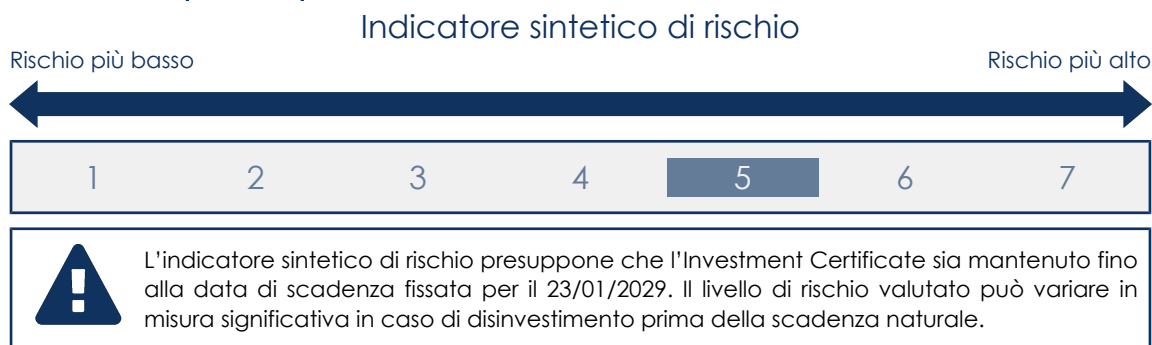 Indicatore sintetico di rischio
Rischio più basso Rischio più alto
1 2 3 4 5 6 7
L'indicatore sintetico di rischio presuppone che l'Investment Certificate sia mantenuto fino
alla data di scadenza fissata per il 23/01/2029. Il livello di rischio valutato può variare in
misura significativa in caso di disinvestimento prima della scadenza naturale.